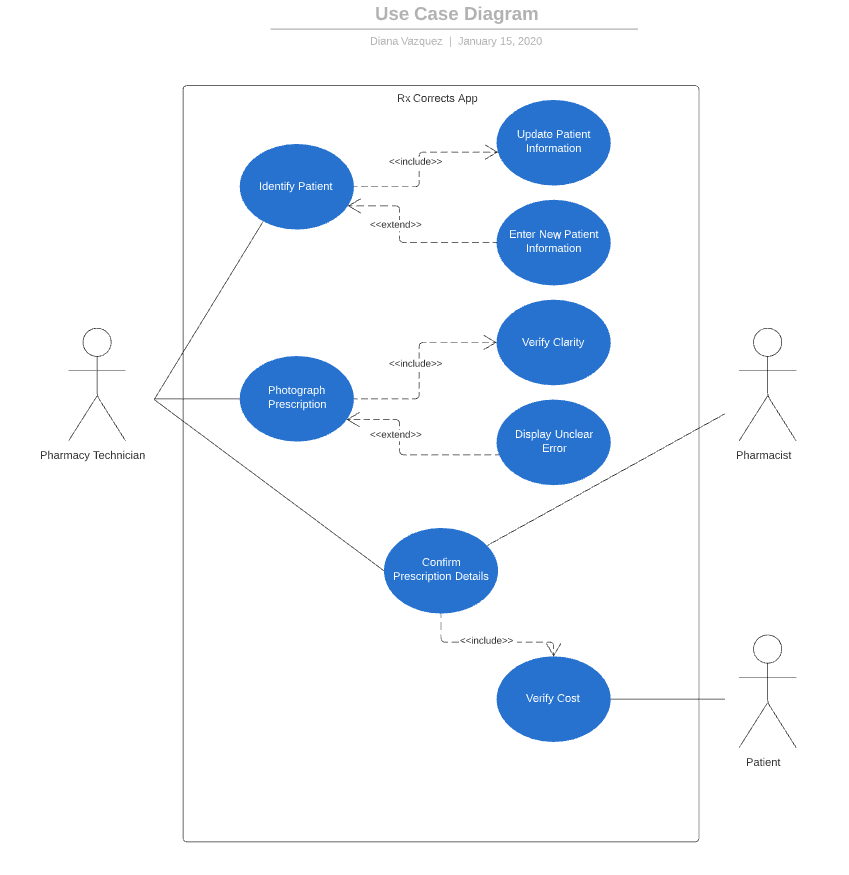 Use Case Diagram
Diana Vazquez | January 15, 2020
Rx Corrects App
Update Patient
Information
<<include>>
Identify Patient
<<extend>>
Enter New Patient
Information
Verify Clarity
<<include>>
Photograph
Prescription
<<extend>>
Display Unclear
Error
Pharmacy Technician
Pharmacist
Confirm
Prescription Details
<<include>>
Verify Cost
Patient